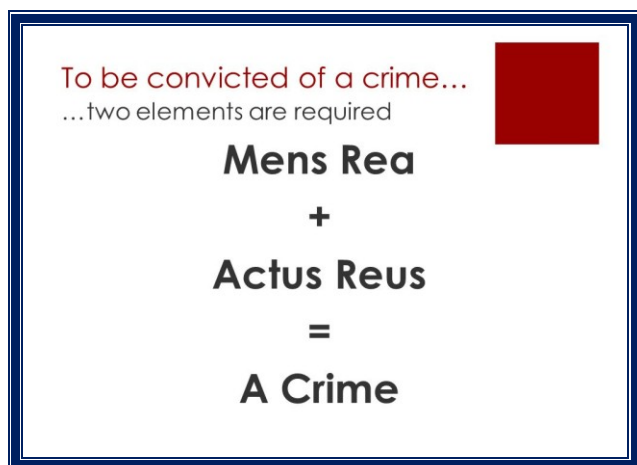 To be convicted of a crime…
…two elements are required
Mens Rea
+
Actus Reus
=
A Crime